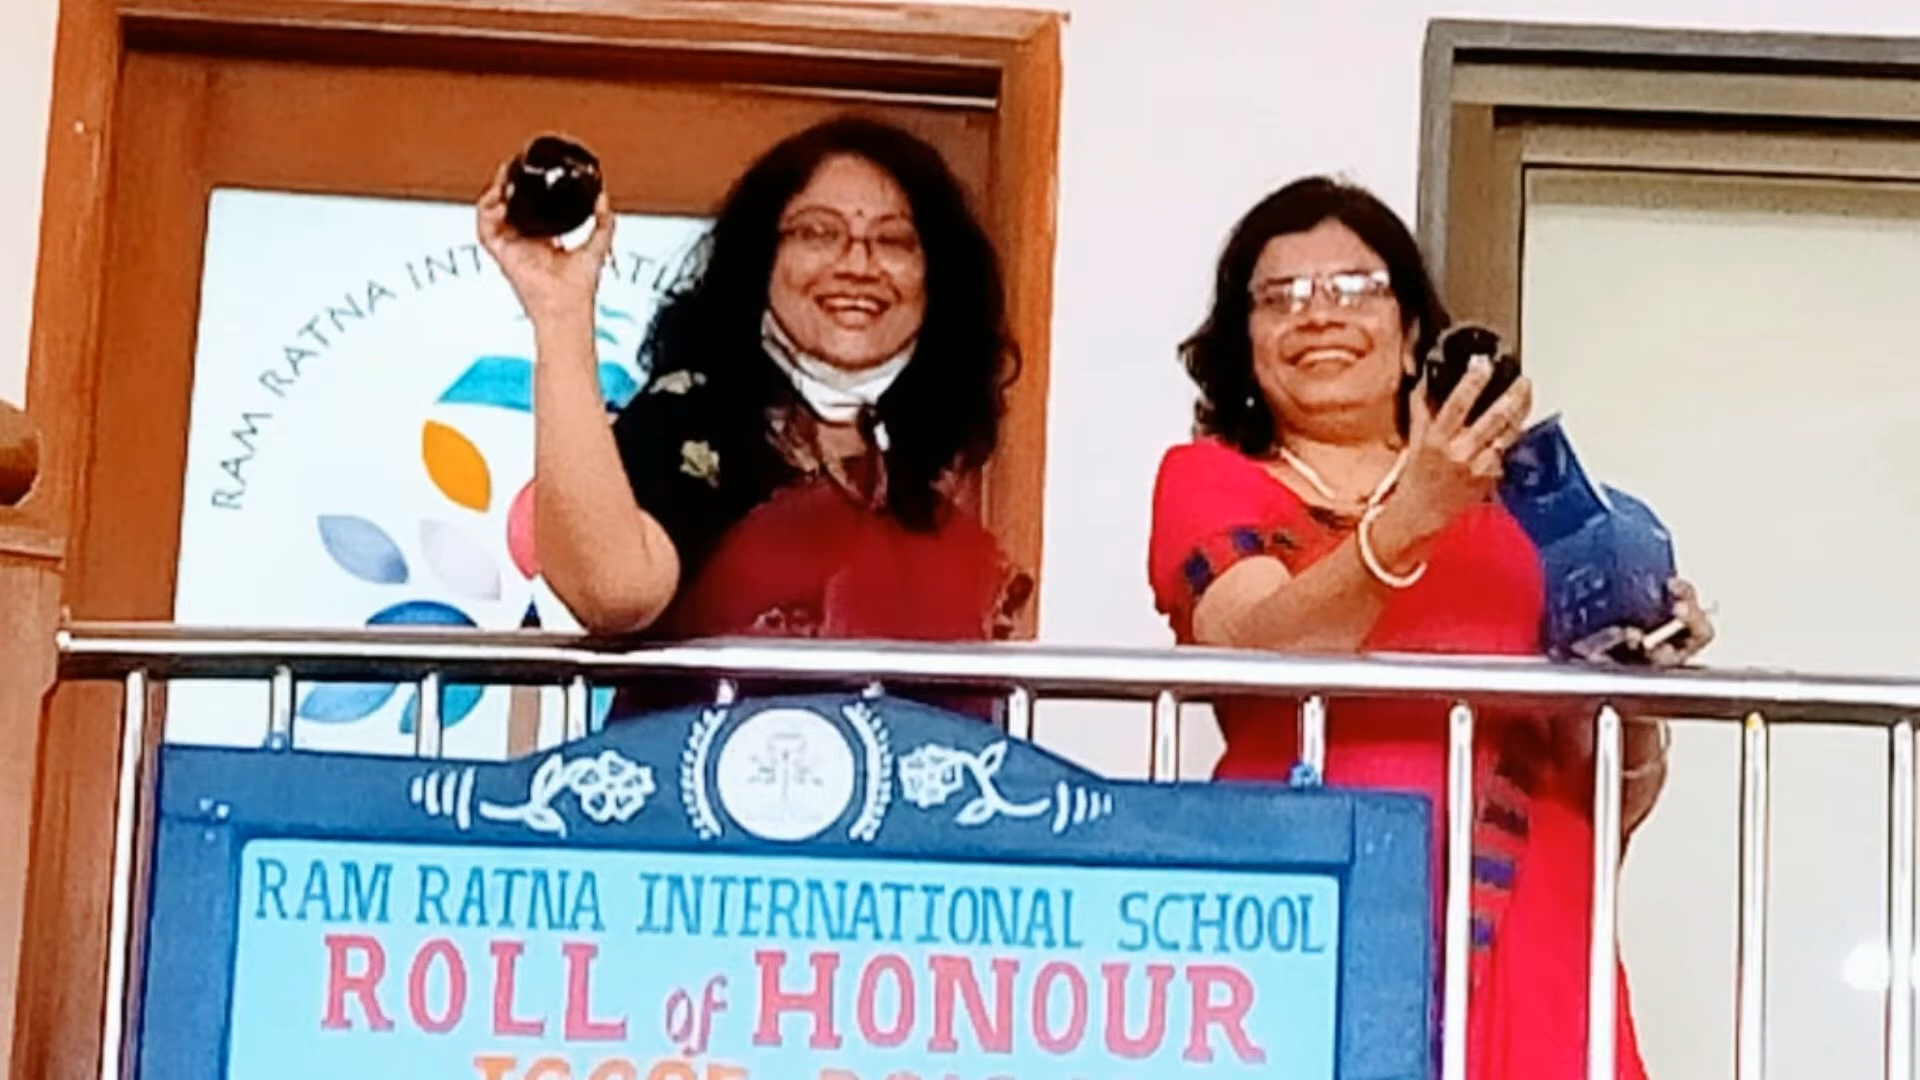 RAM RATNA INT
RAM RATNA INTERNATIONAL SCHOOL
ROLL of HONOUR